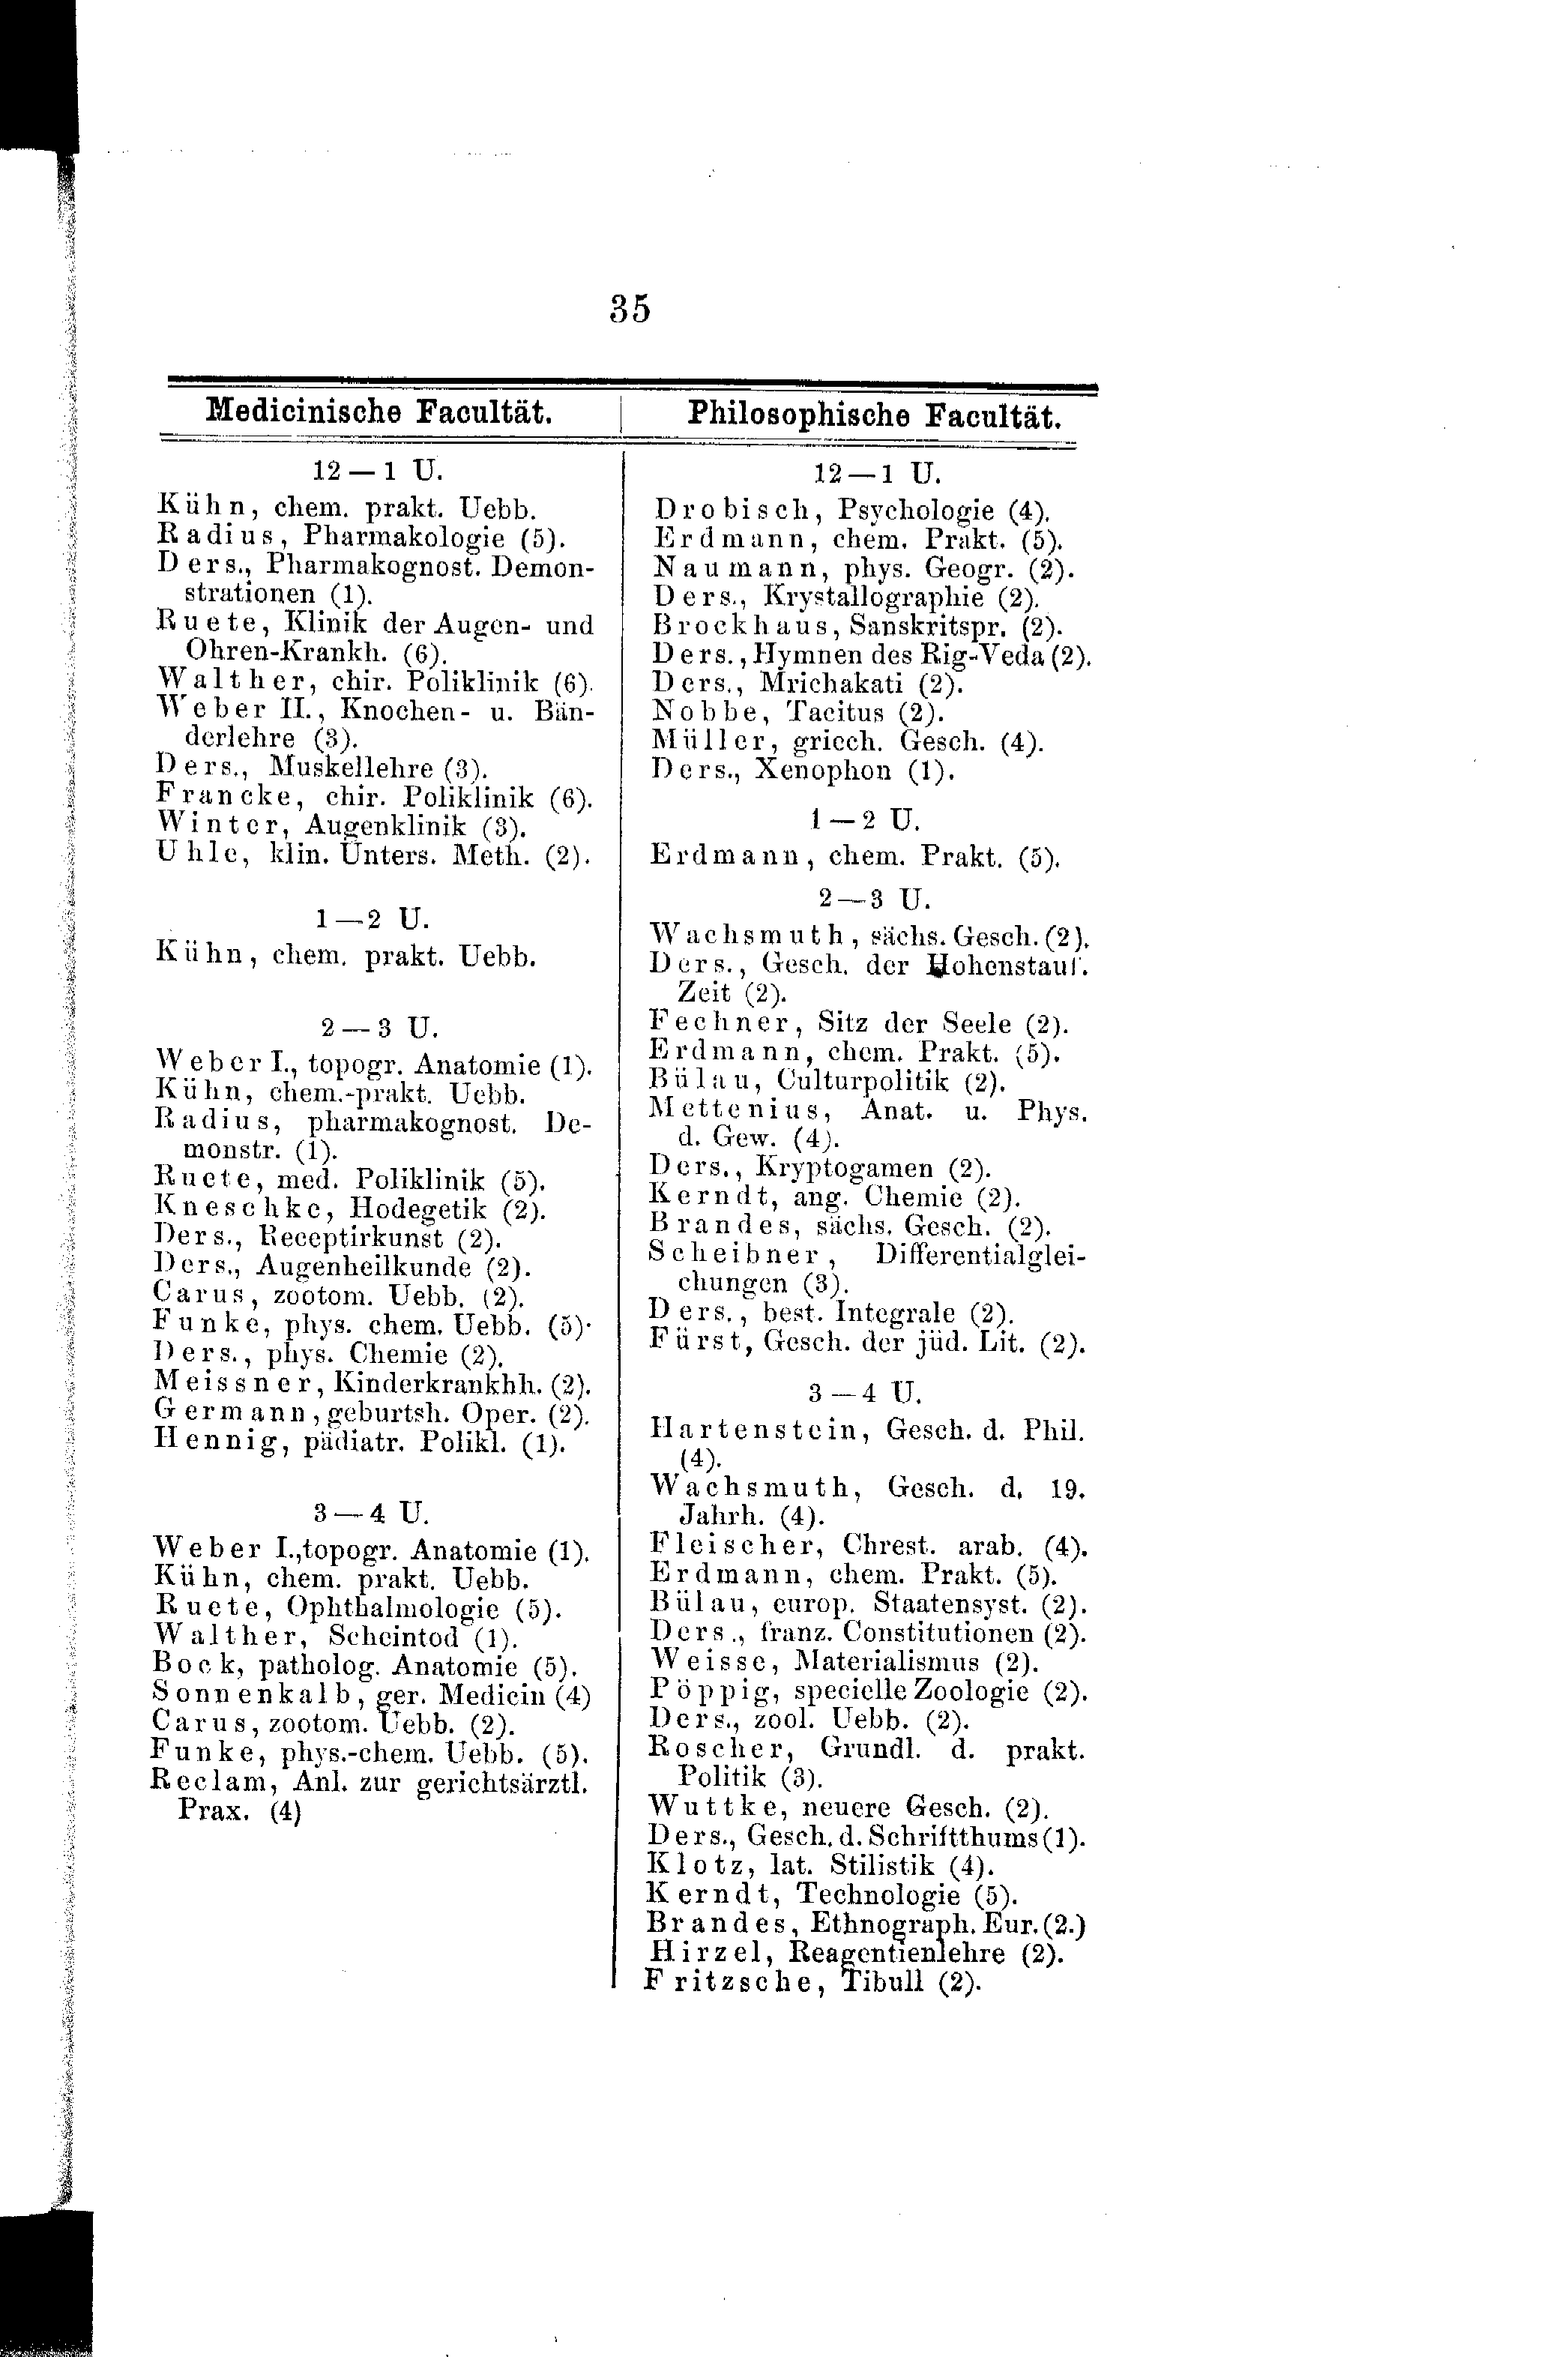 35
Medicinische Facultät.
12—1 U.
Kühn, chem. prakt. Uebb.
Radius, Pharmakologie (5).
Ders., Pharmakognost. Demon-
strationen (1).
Ruete, Klinik der Augen- und
Ohren-Krankh. (6).
Walther, chir. Poliklinik (6).
Weber II., Knochen- u. Bän-
derlehre (3).
Ders., Muskellehre (3).
Francke, chir. Poliklinik (6).
Winter, Augenklinik (3).
Uhle, klin. Unters. Meth. (2).
1—2 U.
Kühn, chem. prakt. Uebb.
2—3 U.
Weber I., topogr. Anatomie (1).
Kühn, chem.-prakt. Uebb.
Radius, pharmakognost. De-
monstr. (1).
Ruete, med. Poliklinik (5).
Kneschke, Hodegetik (2).
Ders., Receptirkunst (2).
Ders., Augenheilkunde (2).
Carus, zootom. Uebb. (2).
Funke, phys. chem. Uebb. (5).
Ders., phys. Chemie (2).
Meissner, Kinderkrankhh. (2).
Germann, geburtsh. Oper. (2).
Hennig, pädiatr. Polikl. (1).
3—4 U.
Weber I., topogr. Anatomie (1).
Kühn, chem. prakt. Uebb.
Ruete, Ophthalmologie (5).
Walther, Scheintod (1).
Bock, patholog. Anatomie (5).
Sonnenkalb, ger. Medicin (4)
Carus, zootom. Uebb. (2).
Funke, phys.-chem. Uebb. (5).
Reclam, Anl. zur gerichtsärztl.
Prax. (4)
Philosophische Facultät.
12—1 U.
Drobisch, Psychologie (4).
Erdmann, chem. Prakt. (5).
Naumann, phys. Geogr. (2).
Ders., Krystallographie (2).
Brockhaus, Sanskritspr. (2).
Ders., Hymnen des Rig-Veda (2).
Ders., Mrichakati (2).
Nobbe, Tacitus (2).
Müller, griech. Gesch. (4).
Ders., Xenophon (1).
1—2 U.
Erdmann, chem. Prakt. (5).
2—3 U.
Wachsmuth, sächs. Gesch. (2).
Ders., Gesch. der Hohenstauf.
Zeit (2).
Fechner, Sitz der Seele (2).
Erdmann, chem. Prakt. (5).
Bülau, Culturpolitik (2).
Mettenius, Anat. u. Phys.
d. Gew. (4).
Ders., Kryptogamen (2).
Kerndt, ang. Chemie (2).
Brandes, sächs. Gesch. (2).
Scheibner, Differentialglei-
chungen (3).
Ders., best. Integrale (2).
Fürst, Gesch. der jüd. Lit. (2).
3—4 U.
Hartenstein, Gesch. d. Phil.
(4).
Wachsmuth, Gesch. d. 19.
Jahrh. (4).
Fleischer, Chrest. arab. (4).
Erdmann, chem. Prakt. (5).
Bülau, europ. Staatensyst. (2).
Ders., franz. Constitutionen (2).
Weisse, Materialismus (2).
Pöppig, specielle Zoologie (2).
Ders., zool. Uebb. (2).
Roscher, Grundl. d. prakt.
Politik (3).
Wuttke, neuere Gesch. (2).
Ders., Gesch. d. Schriftthums (1).
Klotz, lat. Stilistik (4).
Kerndt, Technologie (5).
Brandes, Ethnograph. Eur. (2.)
Hirzel, Reagentienlehre (2).
Fritzsche, Tibull (2).